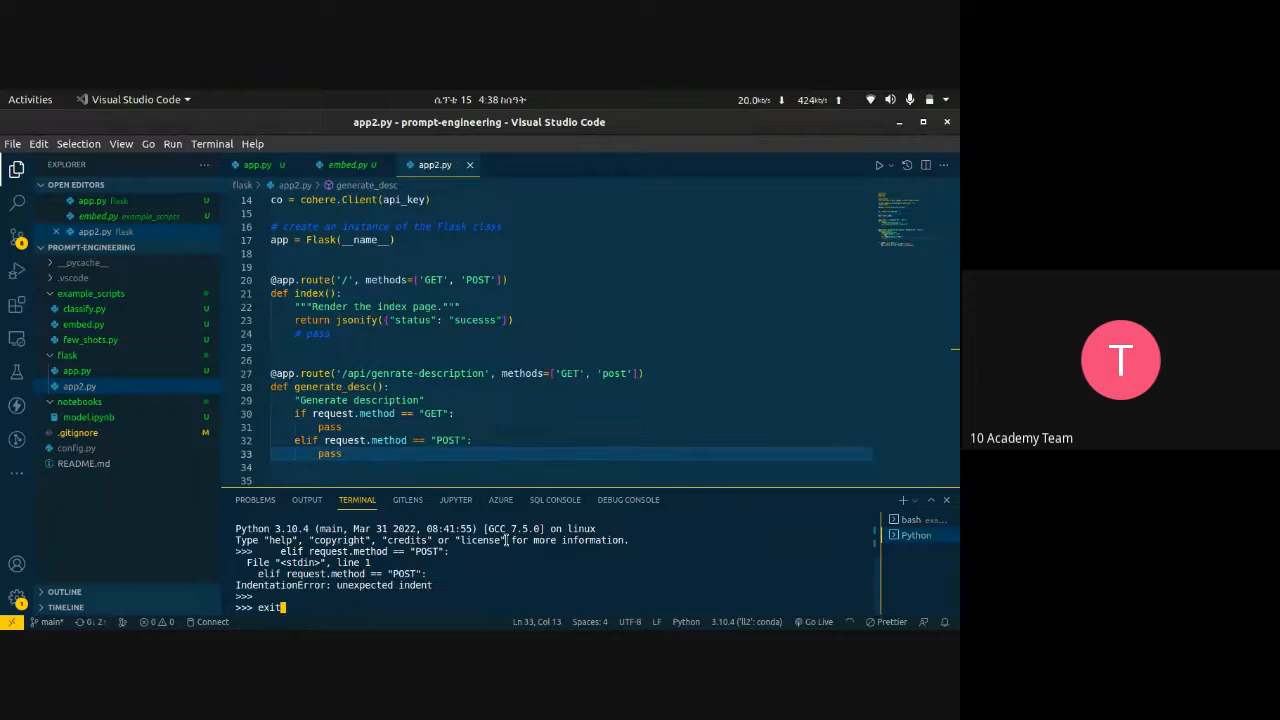 Activities
Visual Studio Code
ሴፕቴ 15 4:38 ከሰዓት
20.0kb/s
424kb/s
app2.py - prompt-engineering - Visual Studio Code
File Edit Selection View Go Run Terminal Help
EXPLORER
app.py U
embed.py U
app2.py
OPEN EDITORS
app.py flask U
embed.py example_scripts U
app2.py flask
PROMPT-ENGINEERING
__pycache__
.vscode
example_scripts
classify.py U
embed.py U
few_shots.py U
flask
app.py U
app2.py
notebooks
model.ipynb U
.gitignore M
config.py
README.md
OUTLINE
TIMELINE
flask > app2.py > generate_desc
14 co = cohere.Client(api_key)
15
16 # create an instance of the Flask class
17 app = Flask(__name__)
18
19
20 @app.route('/', methods=['GET', 'POST'])
21 def index():
22 """Render the index page."""
23 return jsonify({"status": "sucesss"})
24 # pass
25
26
27 @app.route('/api/genrate-description', methods=['GET', 'post'])
28 def generate_desc():
29 "Generate description"
30 if request.method == "GET":
31 pass
32 elif request.method == "POST":
33 pass
34
35
PROBLEMS OUTPUT TERMINAL GITLENS JUPYTER AZURE SQL CONSOLE DEBUG CONSOLE
Python 3.10.4 (main, Mar 31 2022, 08:41:55) [GCC 7.5.0] on linux
Type "help", "copyright", "credits" or "license" for more information.
>>> elif request.method == "POST":
File "<stdin>", line 1
elif request.method == "POST":
IndentationError: unexpected indent
>>>
>>> exit
bash exa...
Python
main* 0↓ 2↑ 0 0 Connect
Ln 33, Col 13 Spaces: 4 UTF-8 LF Python 3.10.4 ('ll2': conda) Go Live Prettier
8
1
T
10 Academy Team